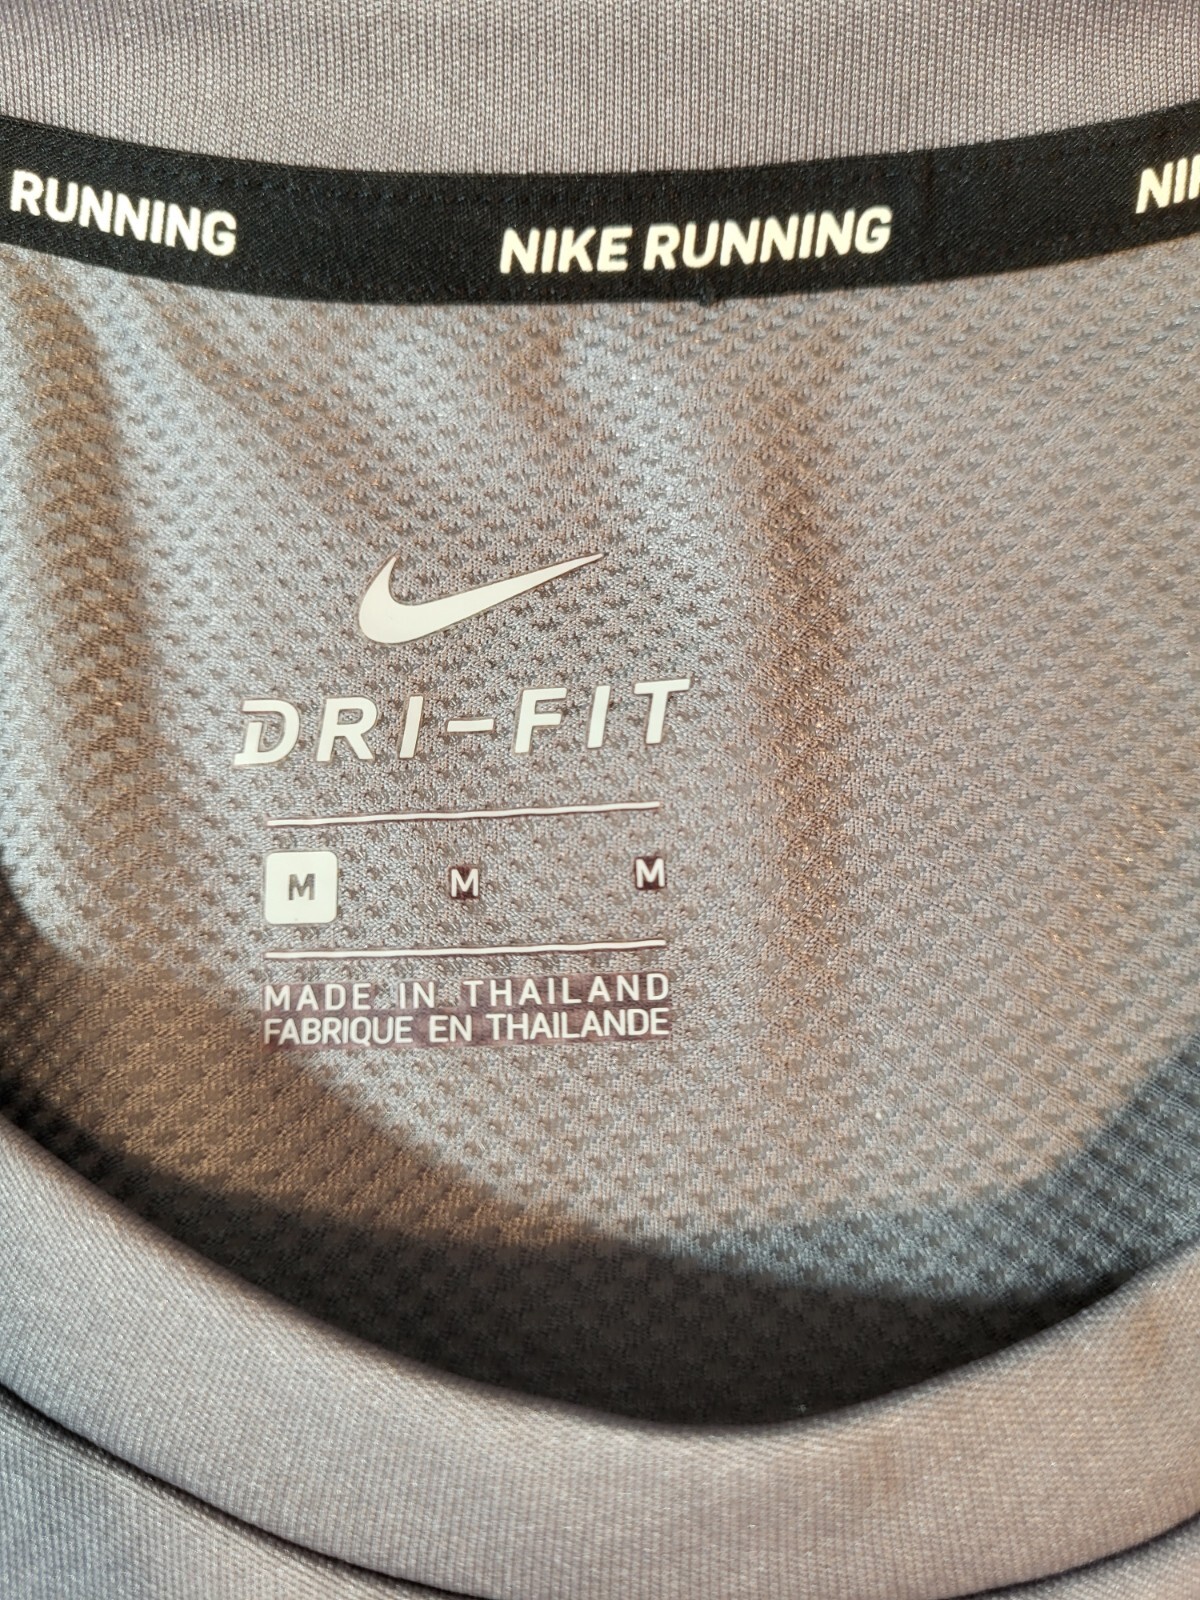 RUNNING NIKE RUNNING
DRI-FIT
M M M
MADE IN THAILAND
FABRIQUE EN THAILANDE